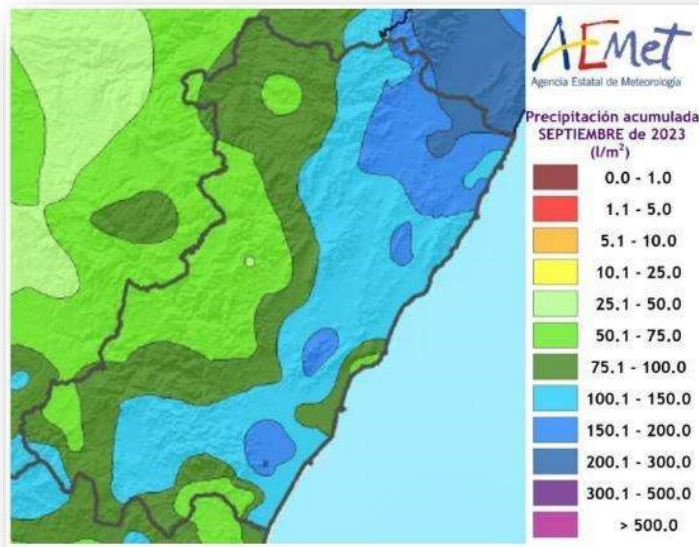 AEMet
Agencia Estatal de Meteorología
Precipitación acumulada
SEPTIEMBRE de 2023
(l/m²)
0.0 - 1.0
1.1 - 5.0
5.1 - 10.0
10.1 - 25.0
25.1 - 50.0
50.1 - 75.0
75.1 - 100.0
100.1 - 150.0
150.1 - 200.0
200.1 - 300.0
300.1 - 500.0
> 500.0